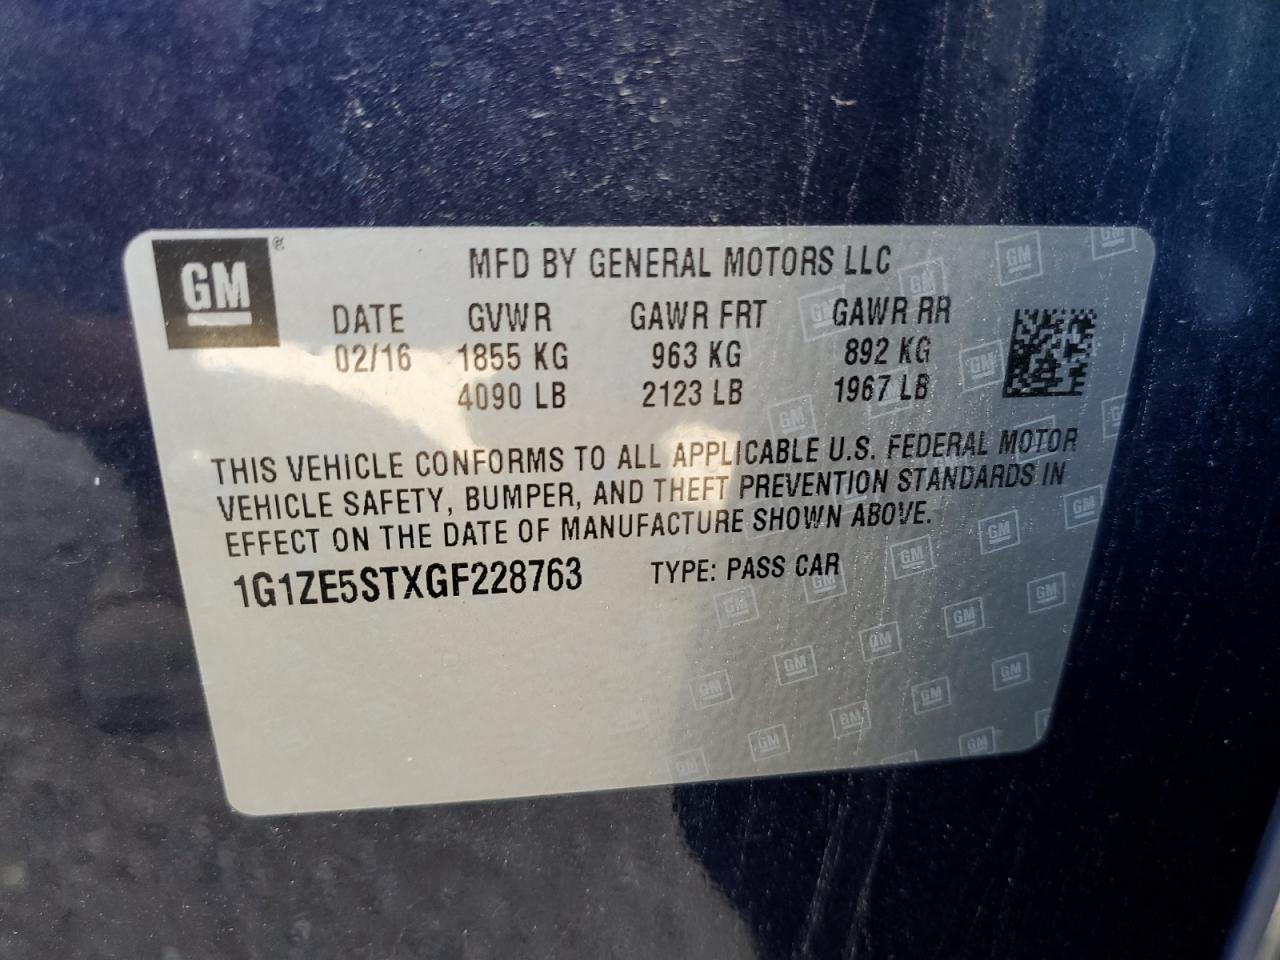 GM ®
MFD BY GENERAL MOTORS LLC
DATE GVWR GAWR FRT GAWR RR
02/16 1855 KG 963 KG 892 KG
4090 LB 2123 LB 1967 LB
THIS VEHICLE CONFORMS TO ALL APPLICABLE U.S. FEDERAL MOTOR
VEHICLE SAFETY, BUMPER, AND THEFT PREVENTION STANDARDS IN
EFFECT ON THE DATE OF MANUFACTURE SHOWN ABOVE.
1G1ZE5STXGF228763 TYPE: PASS CAR